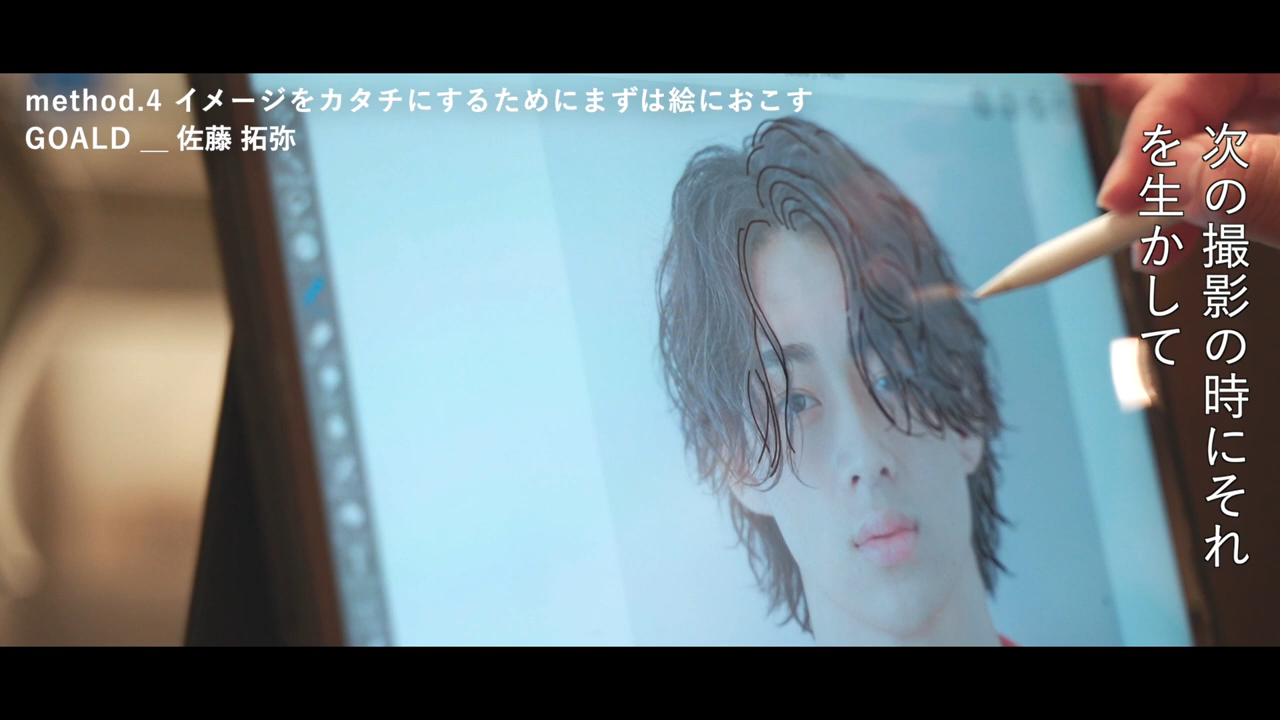 method.4 イメージをカタチにするためにまずは絵におこす
GOALD __ 佐藤 拓弥
次の撮影の時にそれ
を生かして